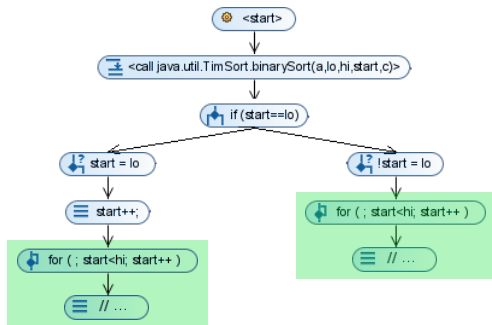 <start>
<call java.util.TimSort.binarySort(a,lo,hi,start,c)>
if (start==lo)
start = lo
!start = lo
start++;
for ( ; start<hi; start++ )
for ( ; start<hi; start++ )
// ...
// ...